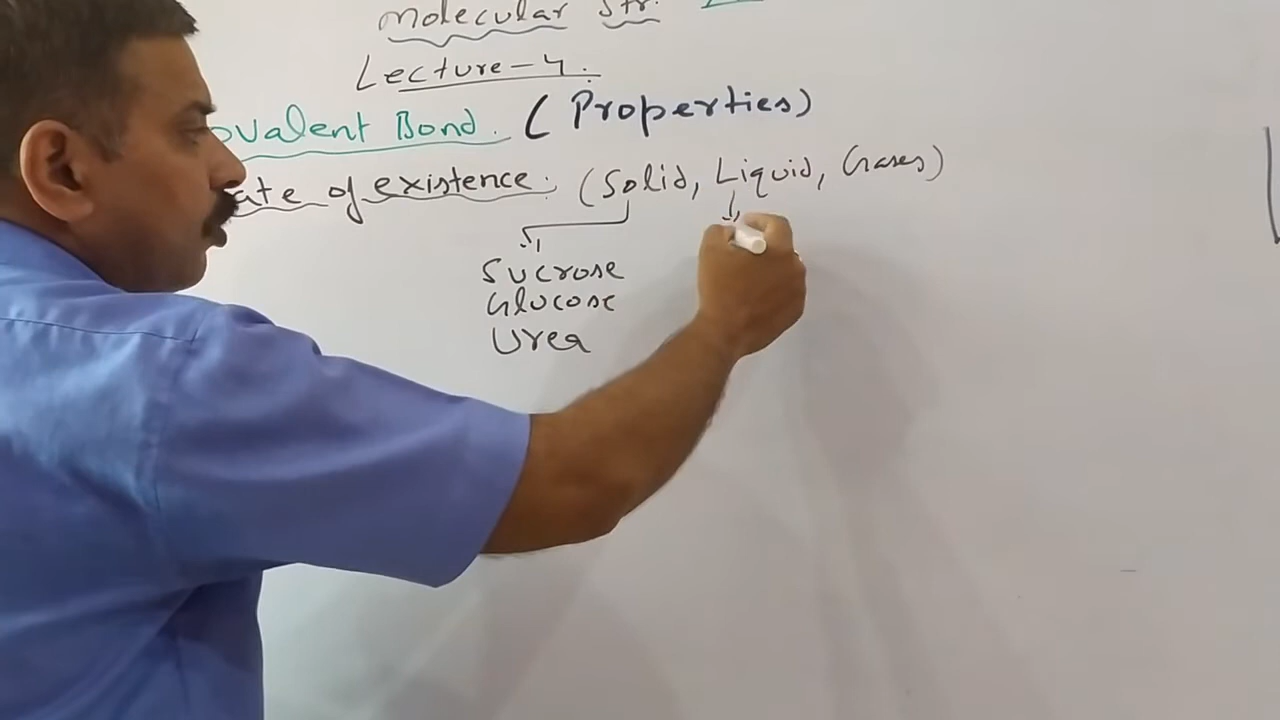 Molecular Str.
Lecture - 4.
ovalent Bond. (Properties)
ate of existence: (Solid, Liquid, Gases)
Sucrose
Glucose
Urea